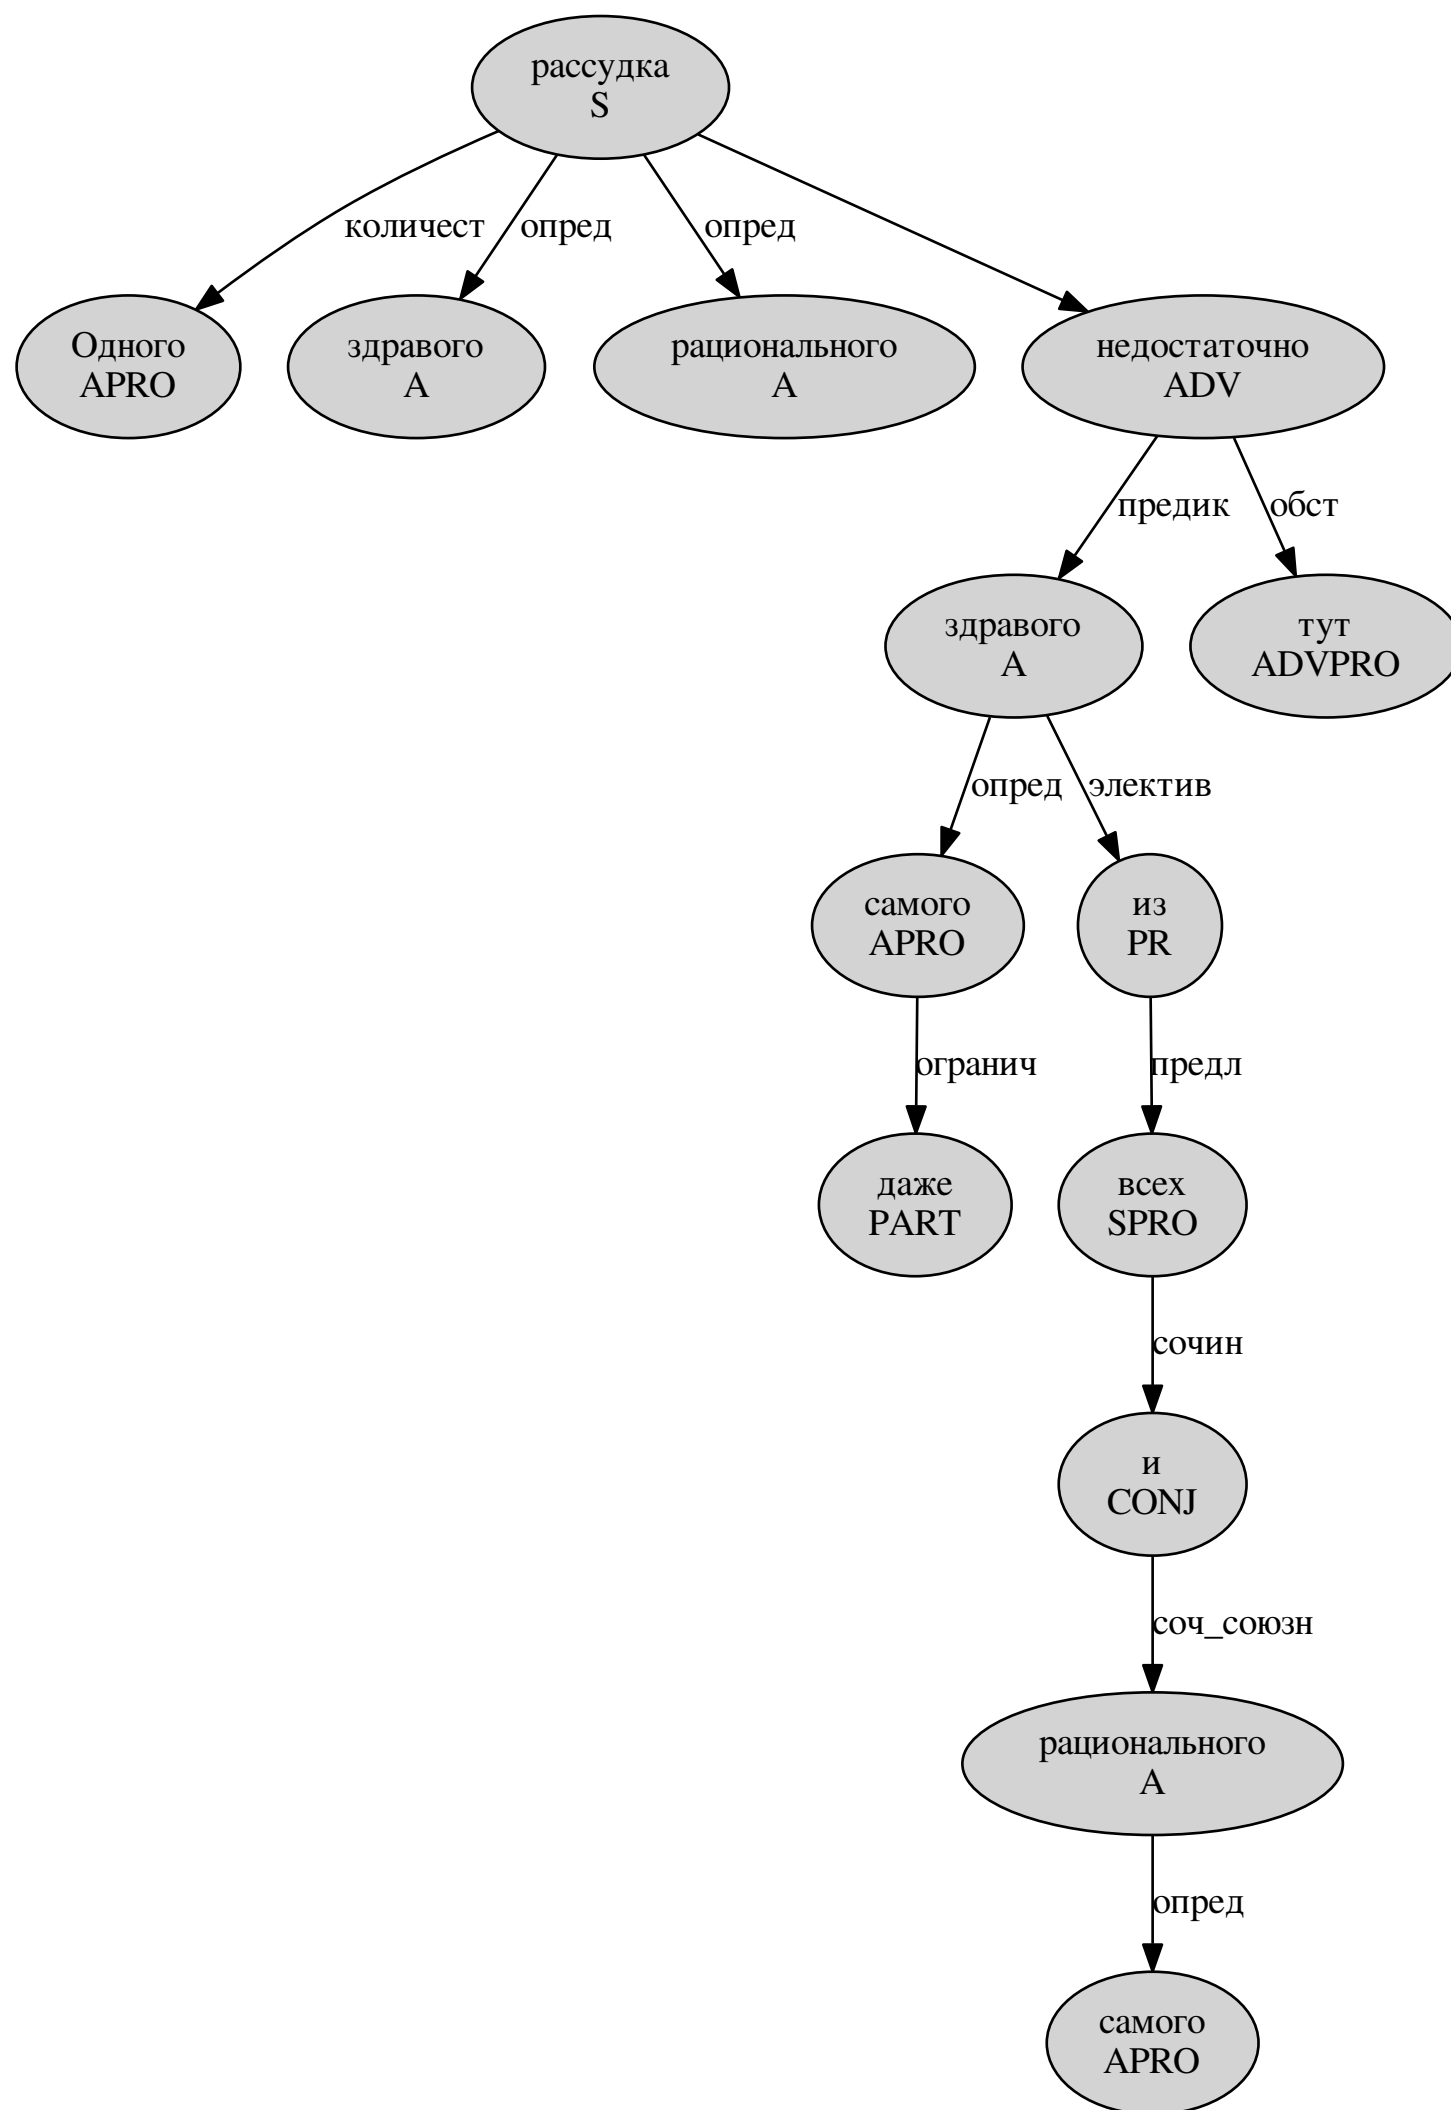 рассудка
S
количест
опред
опред
Одного
APRO
здравого
A
рационального
A
недостаточно
ADV
предик
обст
здравого
A
тут
ADVPRO
опред
электив
самого
APRO
из
PR
огранич
предл
даже
PART
всех
SPRO
сочин
и
CONJ
соч_союзн
рационального
A
опред
самого
APRO